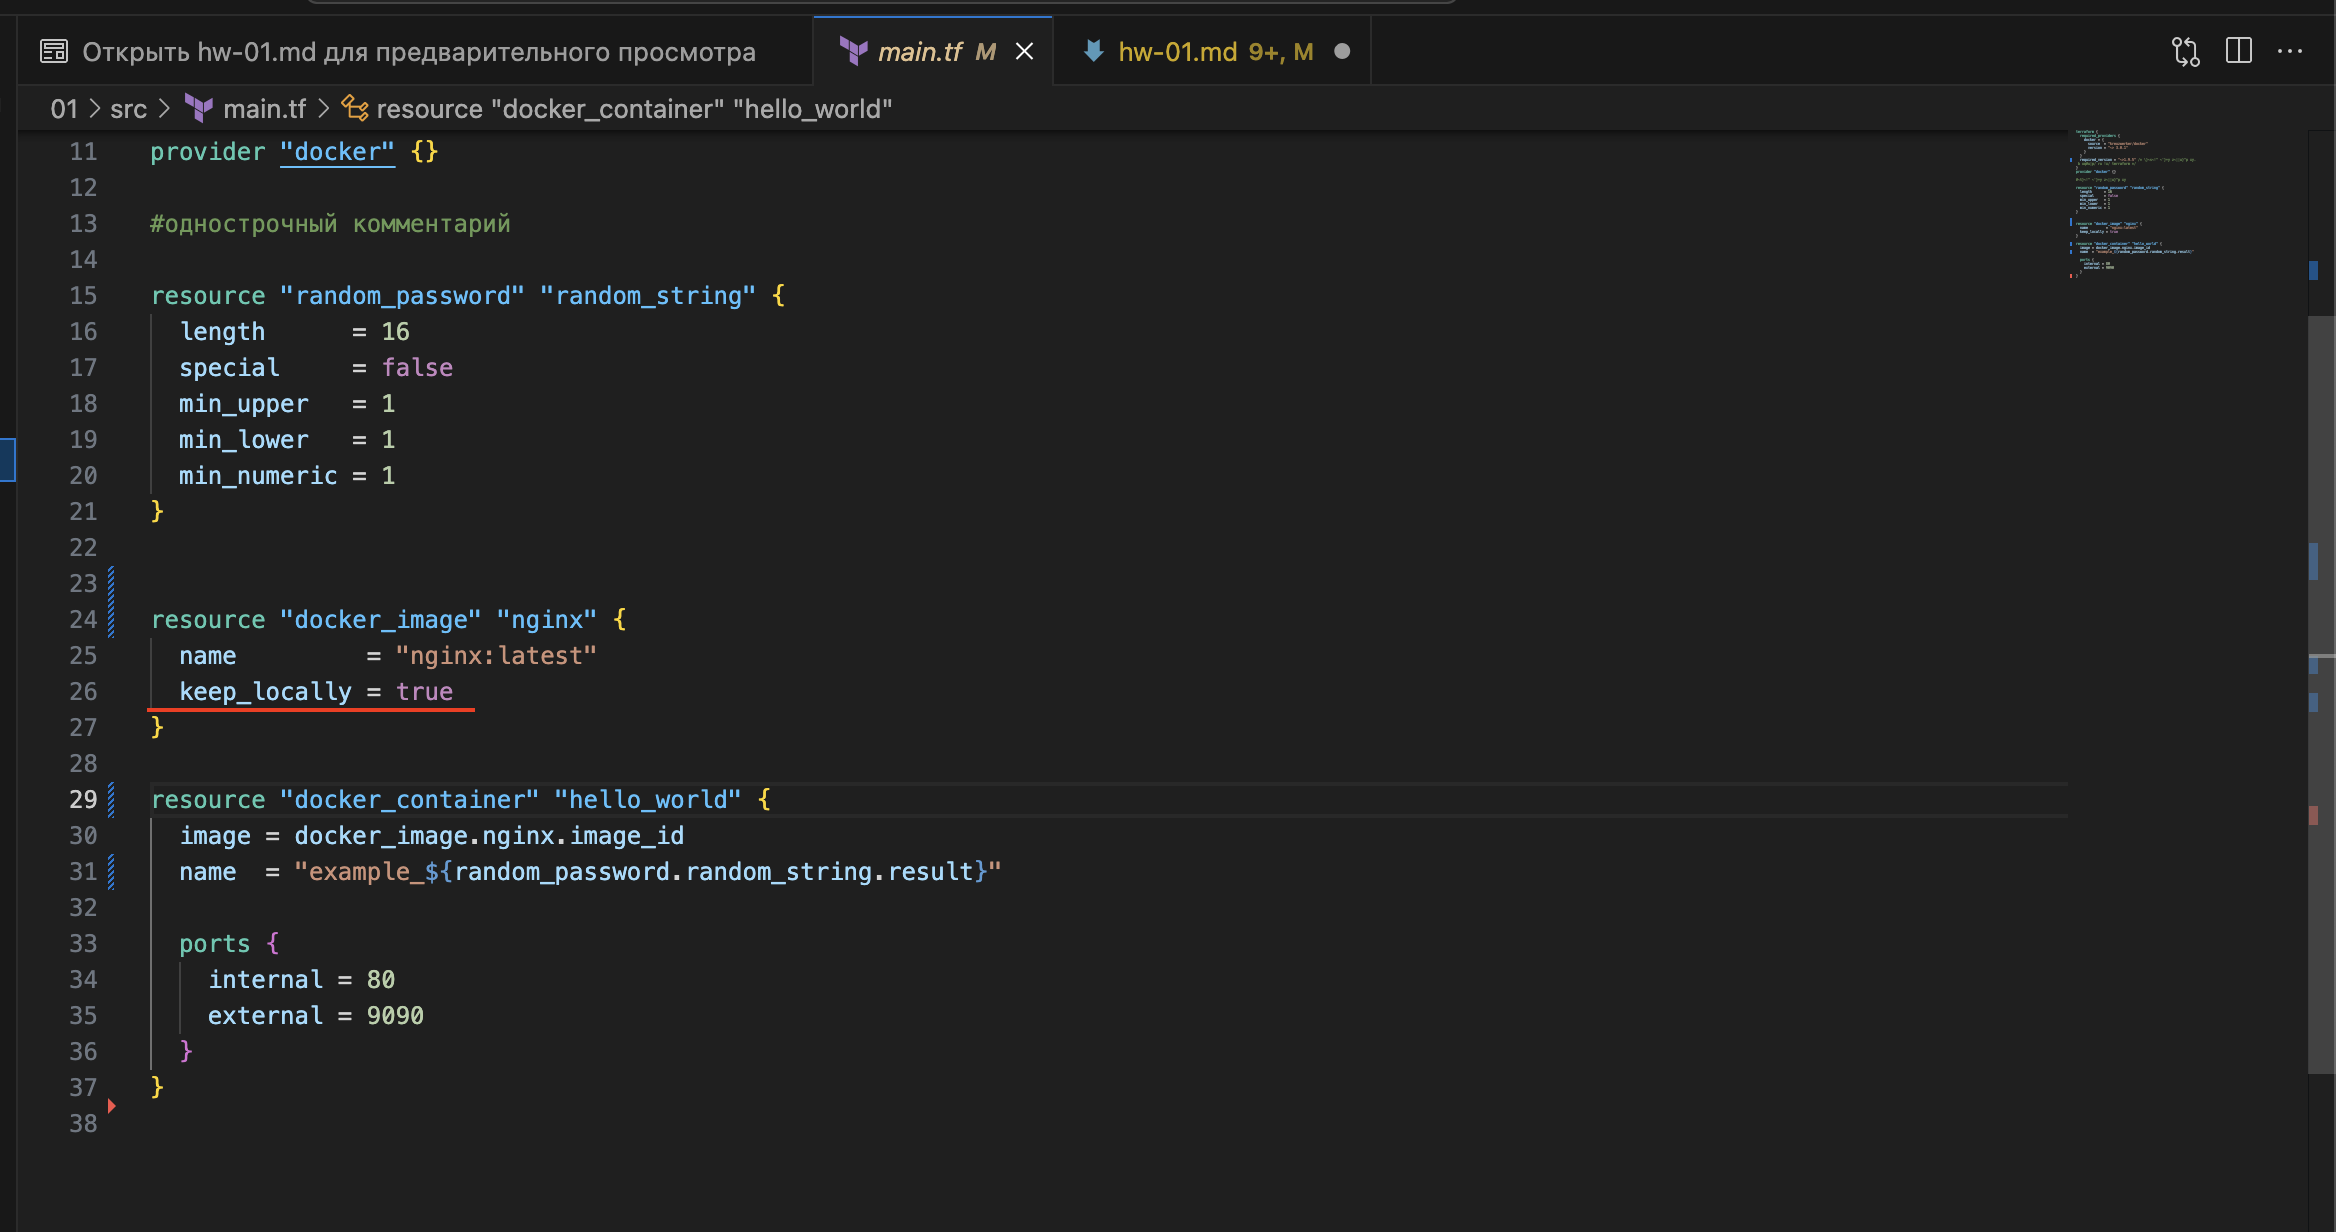 Открыть hw-01.md для предварительного просмотра
main.tf M
hw-01.md 9+, M
01 > src > main.tf > resource "docker_container" "hello_world"
11 provider "docker" {}
12
13 #однострочный комментарий
14
15 resource "random_password" "random_string" {
16   length      = 16
17   special     = false
18   min_upper   = 1
19   min_lower   = 1
20   min_numeric = 1
21 }
22
23
24 resource "docker_image" "nginx" {
25   name         = "nginx:latest"
26   keep_locally = true
27 }
28
29 resource "docker_container" "hello_world" {
30   image = docker_image.nginx.image_id
31   name  = "example_${random_password.random_string.result}"
32
33   ports {
34     internal = 80
35     external = 9090
36   }
37 }
38